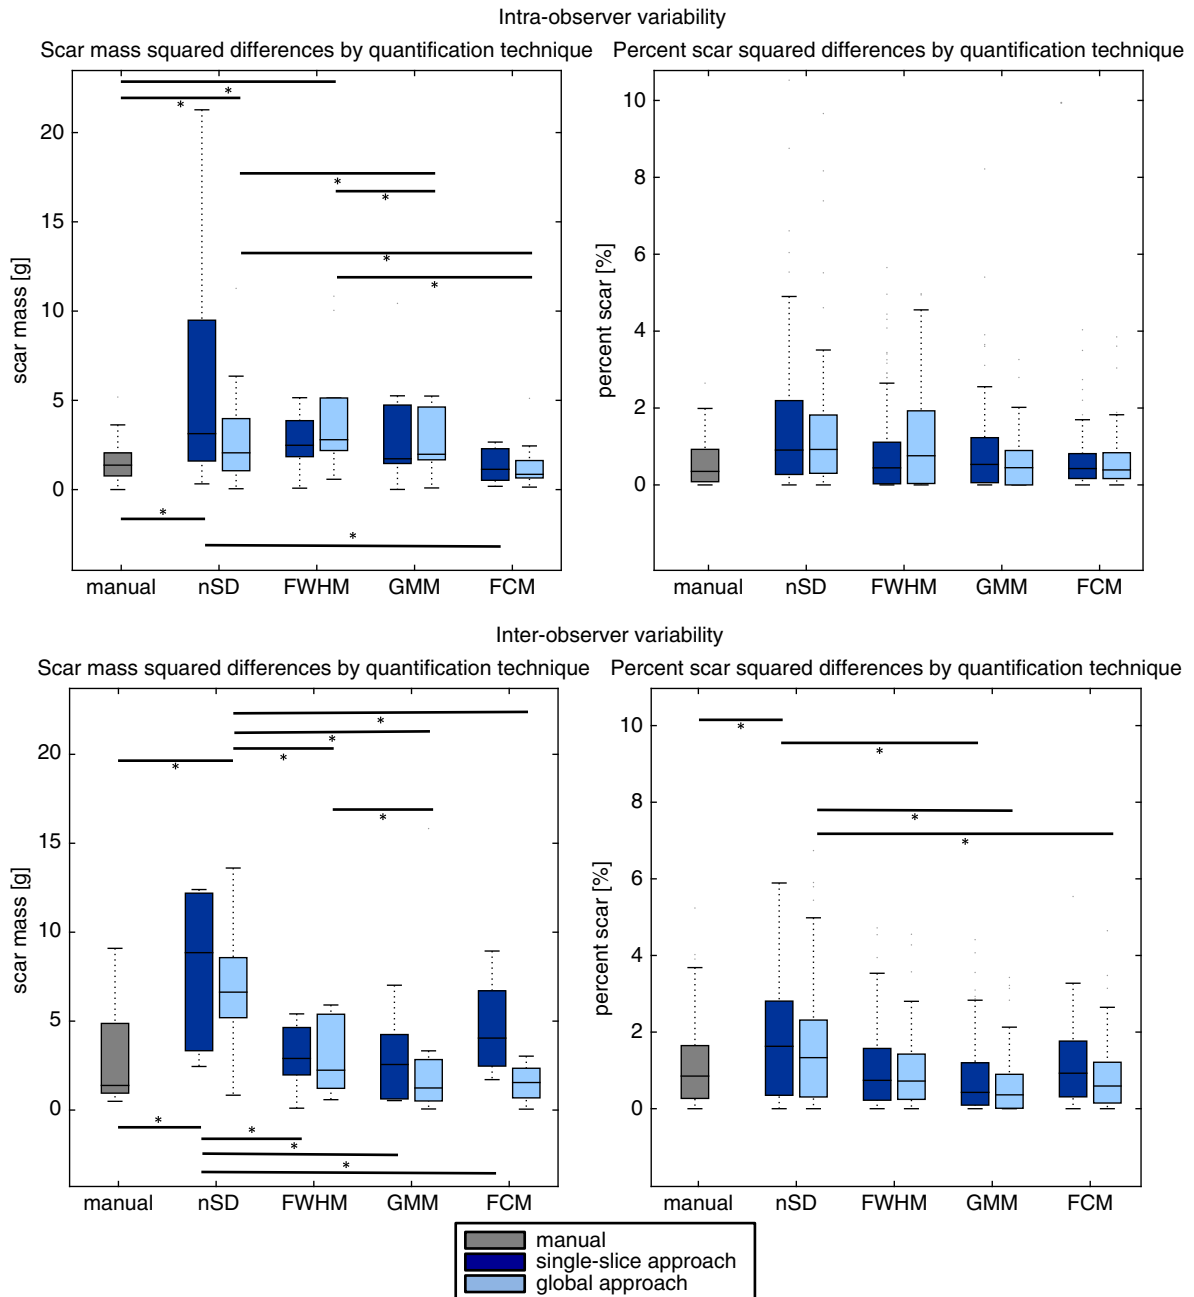 Intra-observer variability
Scar mass squared differences by quantification technique
Percent scar squared differences by quantification technique
scar mass [g]
20
15
10
5
0
* * * * * * * *
manual nSD FWHM GMM FCM
percent scar [%]
10
8
6
4
2
0
manual nSD FWHM GMM FCM
Inter-observer variability
Scar mass squared differences by quantification technique
Percent scar squared differences by quantification technique
scar mass [g]
20
15
10
5
0
* * * * * * * * *
manual nSD FWHM GMM FCM
percent scar [%]
10
8
6
4
2
0
* * * *
manual nSD FWHM GMM FCM
manual
single-slice approach
global approach